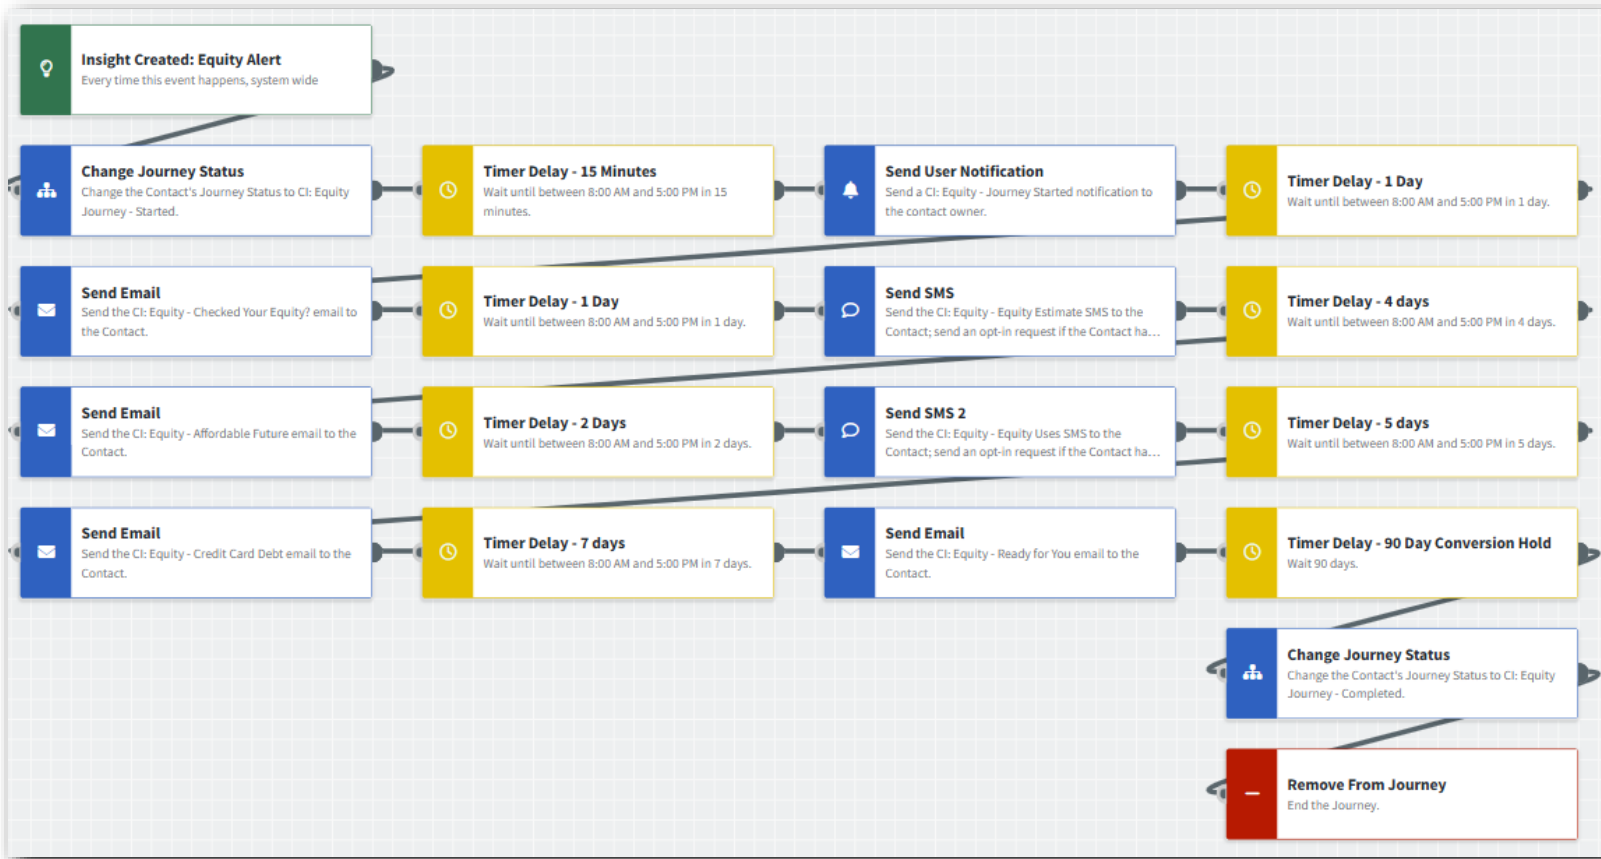 Insight Created: Equity Alert
Every time this event happens, system wide
Change Journey Status
Change the Contact's Journey Status to CI: Equity
Journey - Started.
Timer Delay - 15 Minutes
Wait until between 8:00 AM and 5:00 PM in 15
minutes.
Send User Notification
Send a CI: Equity - Journey Started notification to
the contact owner.
Timer Delay - 1 Day
Wait until between 8:00 AM and 5:00 PM in 1 day.
Send Email
Send the CI: Equity - Checked Your Equity? email to
the Contact.
Timer Delay - 1 Day
Wait until between 8:00 AM and 5:00 PM in 1 day.
Send SMS
Send the CI: Equity - Equity Estimate SMS to the
Contact; send an opt-in request if the Contact ha...
Timer Delay - 4 days
Wait until between 8:00 AM and 5:00 PM in 4 days.
Send Email
Send the CI: Equity - Affordable Future email to the
Contact.
Timer Delay - 2 Days
Wait until between 8:00 AM and 5:00 PM in 2 days.
Send SMS 2
Send the CI: Equity - Equity Uses SMS to the
Contact; send an opt-in request if the Contact ha...
Timer Delay - 5 days
Wait until between 8:00 AM and 5:00 PM in 5 days.
Send Email
Send the CI: Equity - Credit Card Debt email to the
Contact.
Timer Delay - 7 days
Wait until between 8:00 AM and 5:00 PM in 7 days.
Send Email
Send the CI: Equity - Ready for You email to the
Contact.
Timer Delay - 90 Day Conversion Hold
Wait 90 days.
Change Journey Status
Change the Contact's Journey Status to CI: Equity
Journey - Completed.
Remove From Journey
End the Journey.